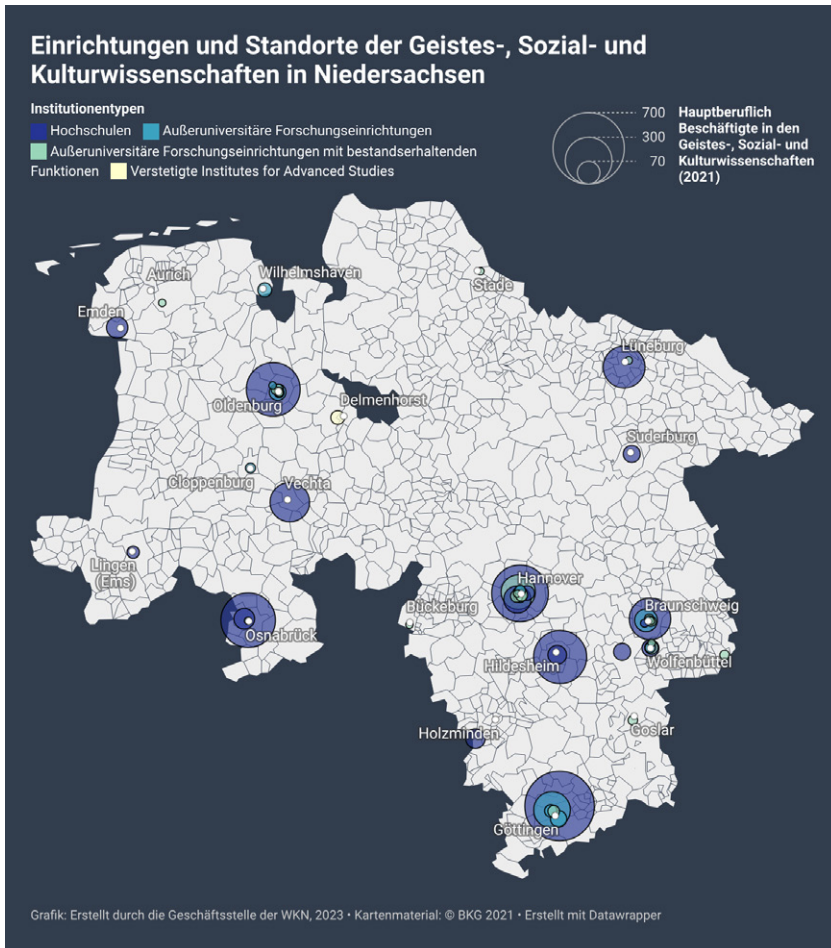 Einrichtungen und Standorte der Geistes-, Sozial- und
Kulturwissenschaften in Niedersachsen
Institutionentypen
Hochschulen Außeruniversitäre Forschungseinrichtungen
Außeruniversitäre Forschungseinrichtungen mit bestandserhaltenden
Funktionen Verstetigte Institutes for Advanced Studies
700
300
70
Hauptberuflich
Beschäftigte in den
Geistes-, Sozial- und
Kulturwissenschaften
(2021)
Aurich
Wilhelmshaven
Stade
Emden
Lüneburg
Oldenburg
Delmenhorst
Suderburg
Cloppenburg
Vechta
Lingen
(Ems)
Hannover
Bückeburg
Braunschweig
Osnabrück
Hildesheim
Wolfenbüttel
Holzminden
Goslar
Göttingen
Grafik: Erstellt durch die Geschäftsstelle der WKN, 2023 • Kartenmaterial: © BKG 2021 • Erstellt mit Datawrapper